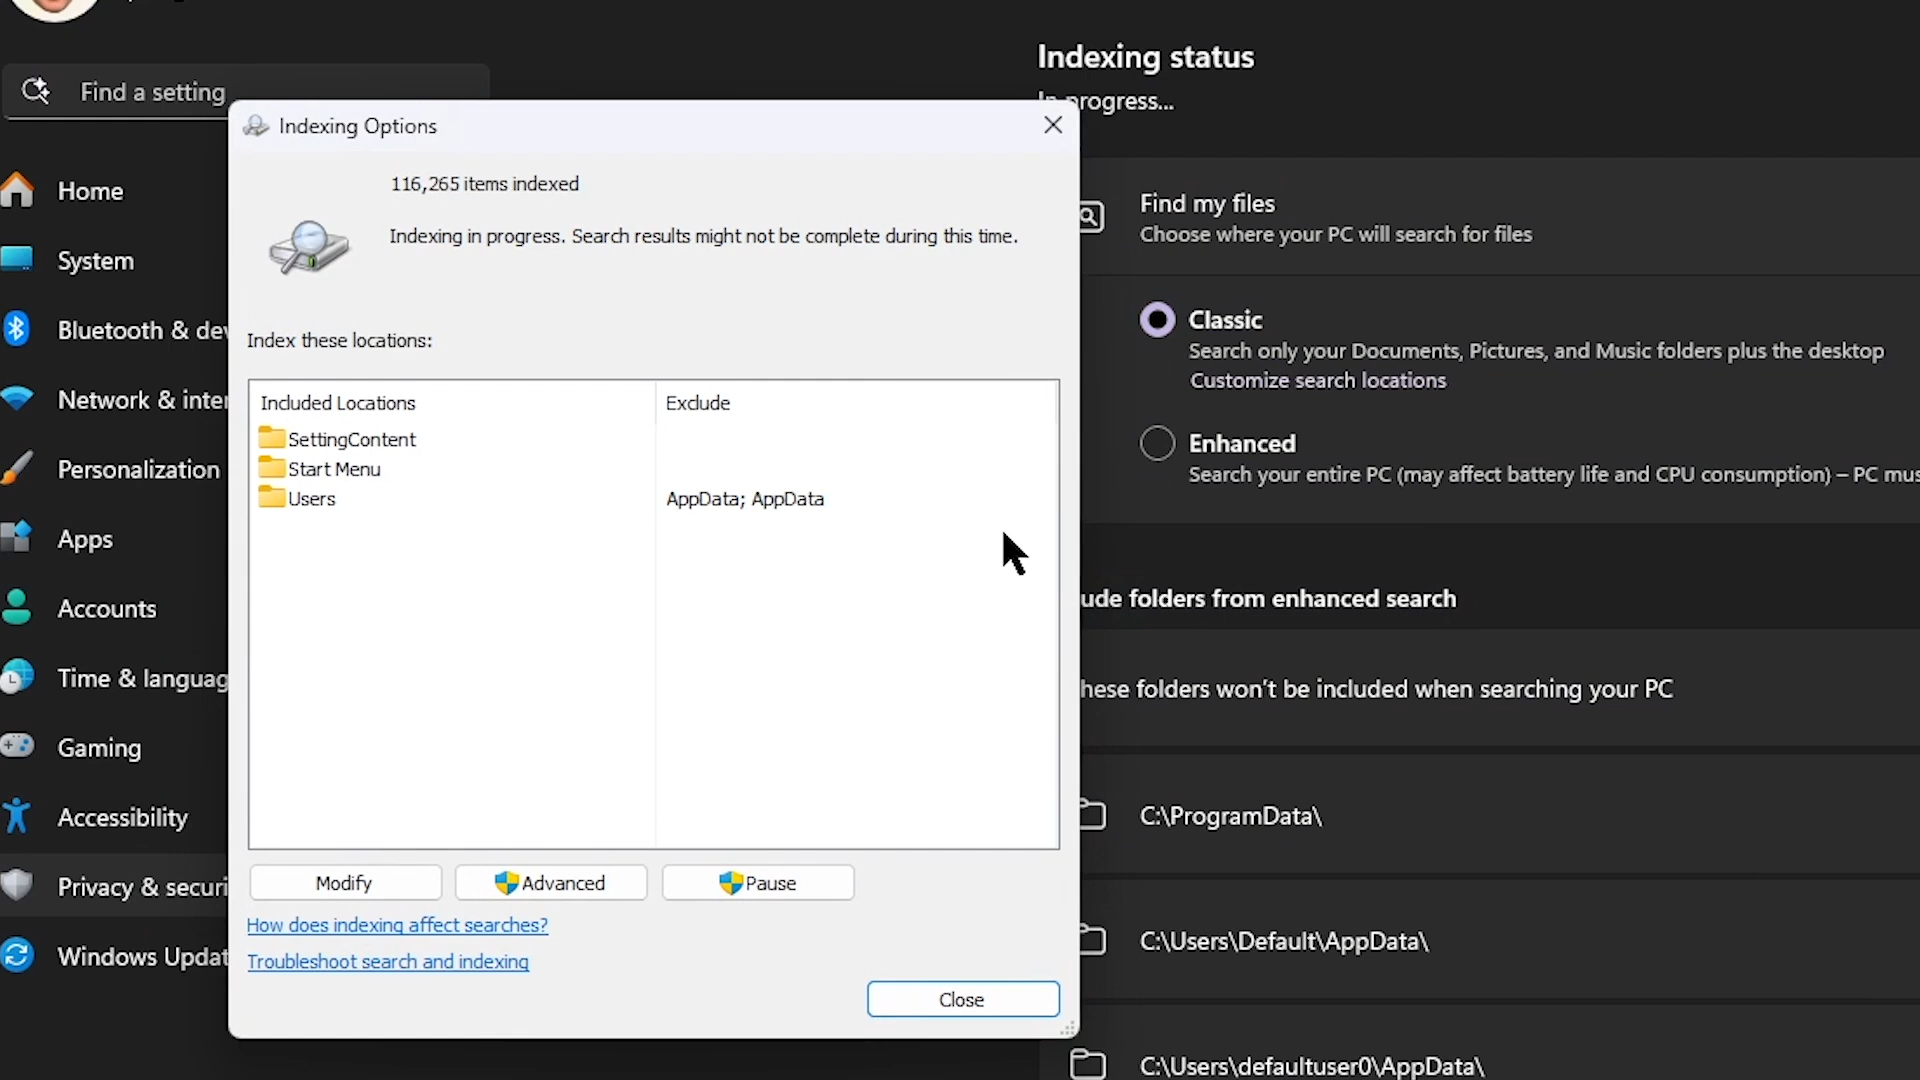 Find a setting
Home
System
Bluetooth & de
Network & inter
Personalization
Apps
Accounts
Time & languag
Gaming
Accessibility
Privacy & securi
Windows Updat
Indexing Options
116,265 items indexed
Indexing in progress. Search results might not be complete during this time.
Index these locations:
Included Locations
Exclude
SettingContent
Start Menu
Users
AppData; AppData
Modify
Advanced
Pause
How does indexing affect searches?
Troubleshoot search and indexing
Close
Indexing status
In progress...
Find my files
Choose where your PC will search for files
Classic
Search only your Documents, Pictures, and Music folders plus the desktop
Customize search locations
Enhanced
Search your entire PC (may affect battery life and CPU consumption) – PC mus
ude folders from enhanced search
hese folders won't be included when searching your PC
C:\ProgramData\
C:\Users\Default\AppData\
C:\Users\defaultuser0\AppData\